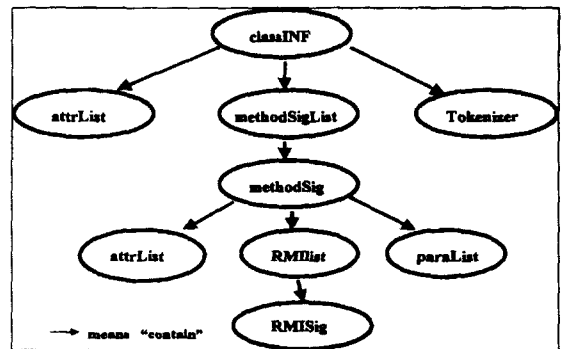 classINF
attrList
methodSigList
Tokenizer
methodSig
attrList
RMIlist
paraList
RMISig
means "contain"